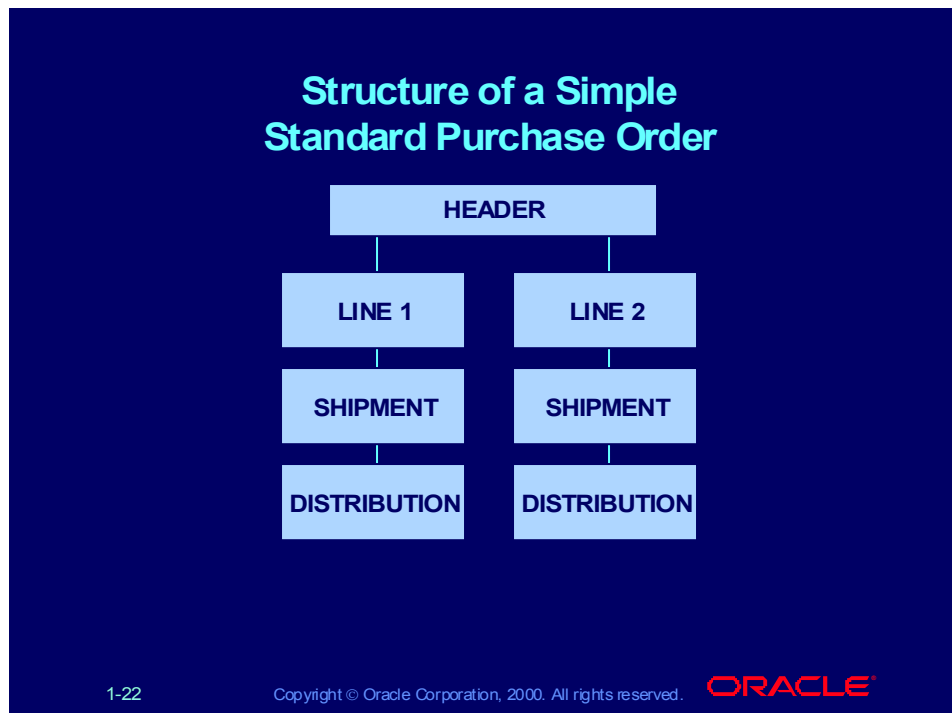 Structure of a Simple
Standard Purchase Order
HEADER
LINE 1
LINE 2
SHIPMENT
SHIPMENT
DISTRIBUTION
DISTRIBUTION
1-22
Copyright © Oracle Corporation, 2000. All rights reserved.
ORACLE®